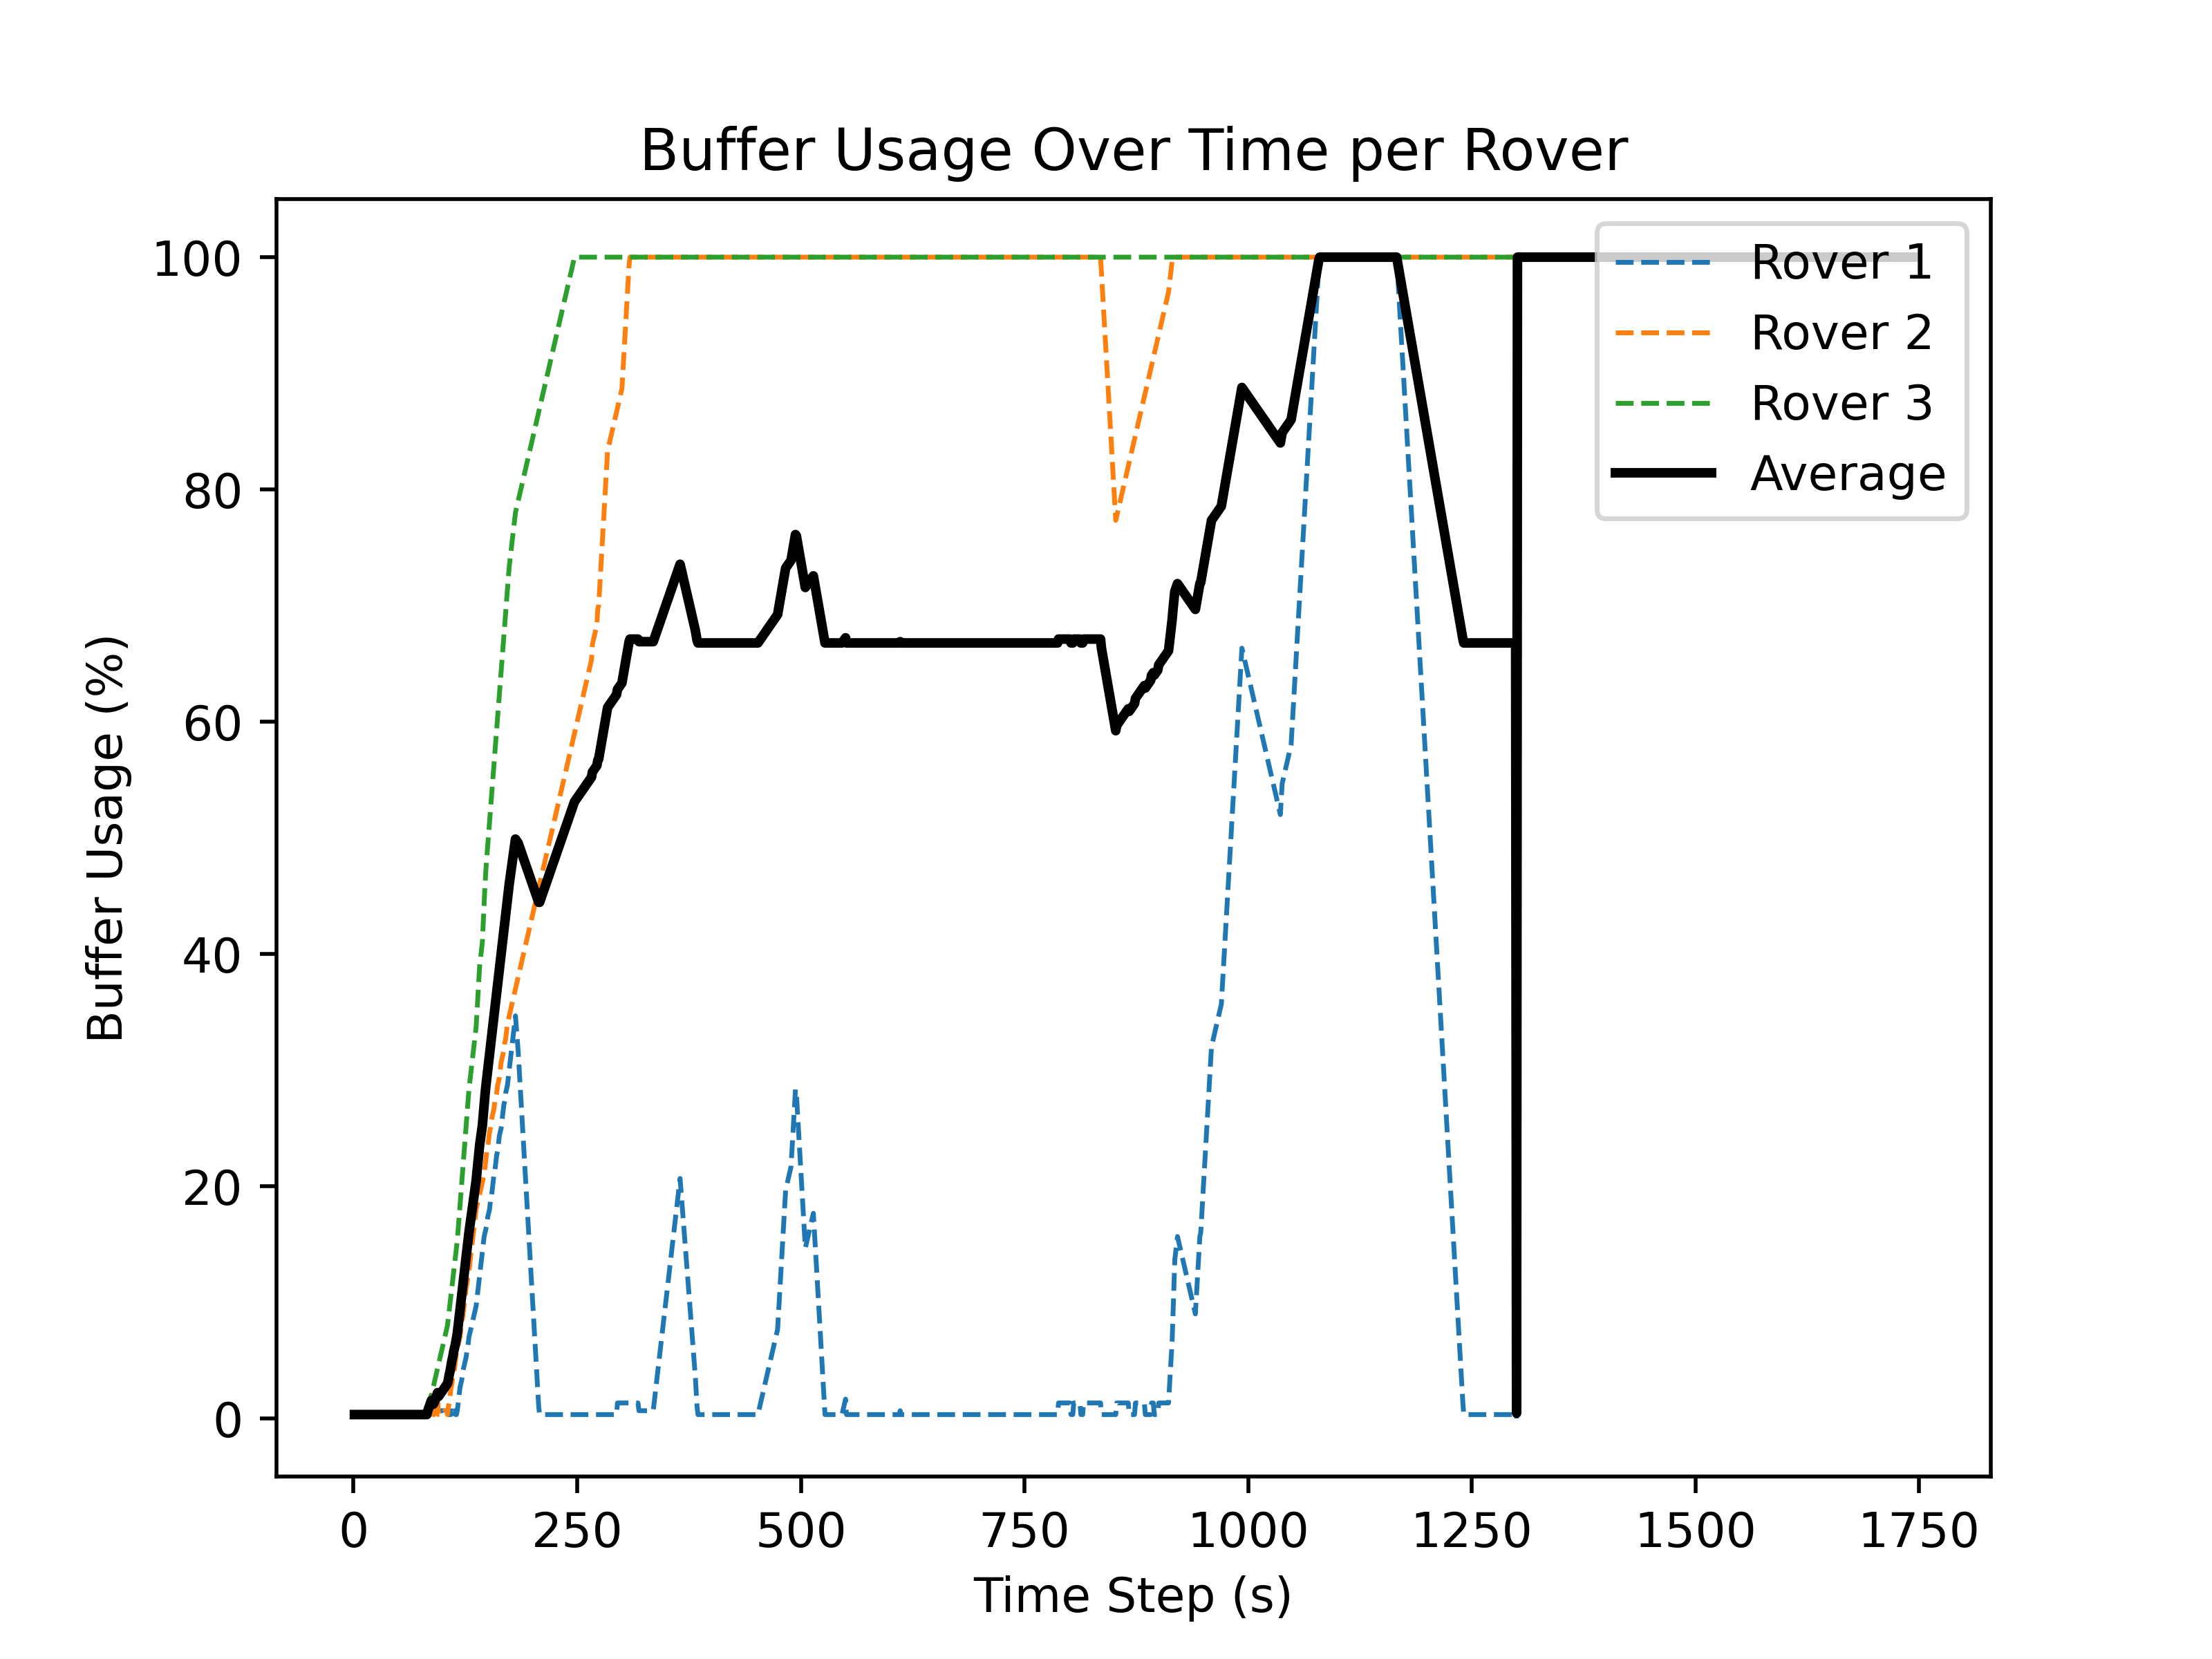 Buffer Usage Over Time per Rover
100
80
60
40
20
0
Buffer Usage (%)
Rover 1
Rover 2
Rover 3
Average
0 250 500 750 1000 1250 1500 1750
Time Step (s)